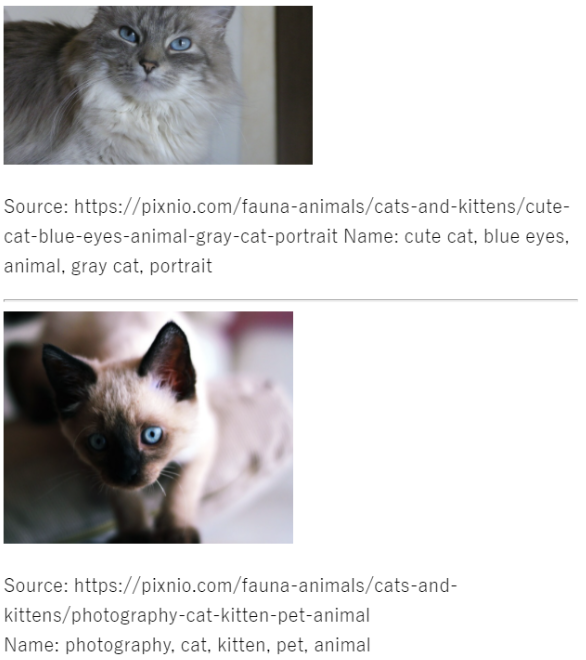 Source: https://pixnio.com/fauna-animals/cats-and-kittens/cute-
cat-blue-eyes-animal-gray-cat-portrait Name: cute cat, blue eyes,
animal, gray cat, portrait
Source: https://pixnio.com/fauna-animals/cats-and-
kittens/photography-cat-kitten-pet-animal
Name: photography, cat, kitten, pet, animal